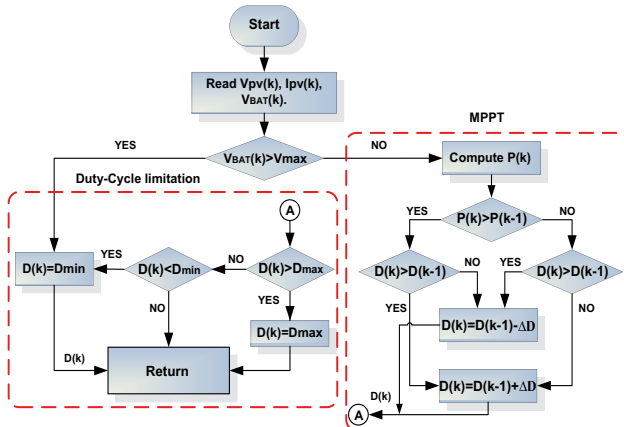 Start
Read Vpv(k), Ipv(k),
VBAT(k).
MPPT
YES
VBAT(k)>Vmax
NO
Compute P(k)
Duty-Cycle limitation
A
YES
P(k)>P(k-1)
NO
D(k)=Dmin
YES
D(k)<Dmin
NO
D(k)>Dmax
D(k)>D(k-1)
NO
YES
D(k)>D(k-1)
NO
YES
D(k)=Dmax
YES
NO
D(k)=D(k-1)-ΔD
D(k)
Return
D(k)=D(k-1)+ΔD
D(k)
A